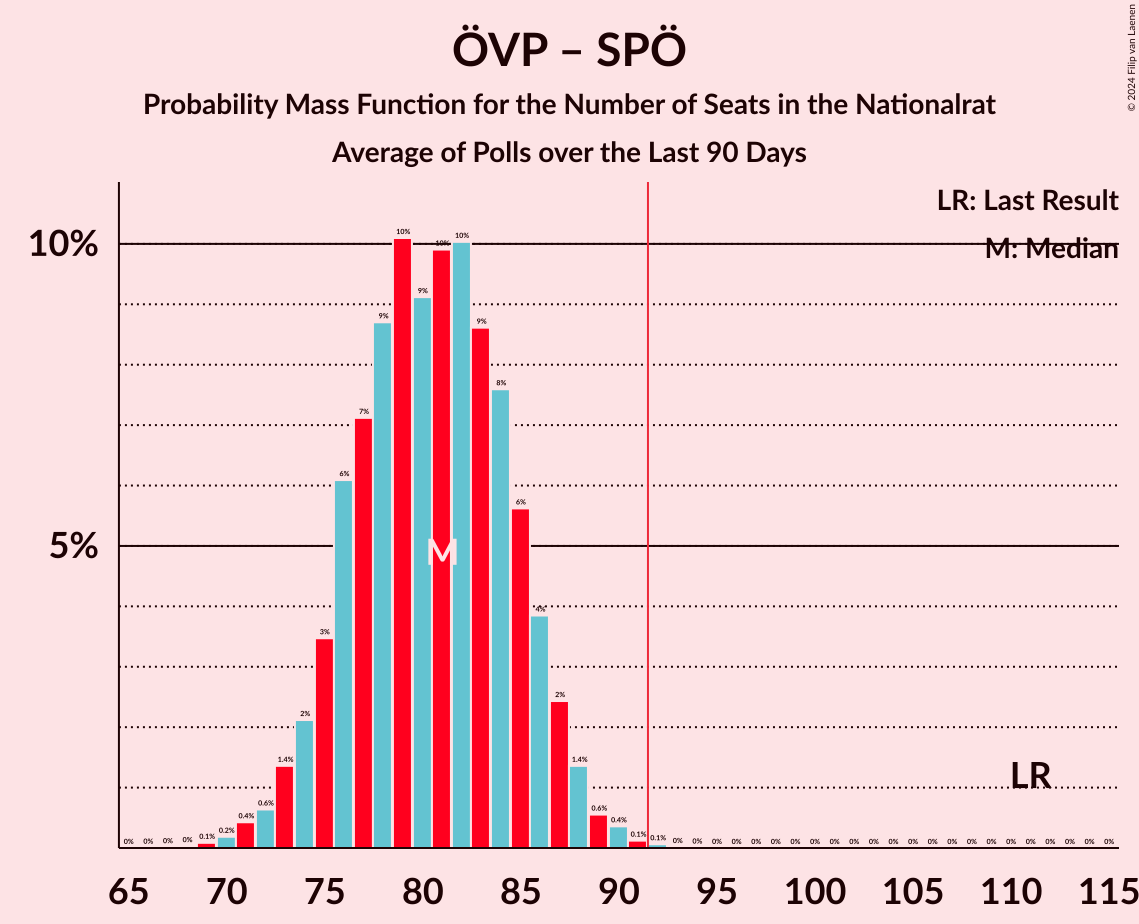 ÖVP – SPÖ
Probability Mass Function for the Number of Seats in the Nationalrat
Average of Polls over the Last 90 Days
© 2024 Filip van Laenen
LR: Last Result
M: Median
10%
5%
0% 0% 0% 0% 0.1% 0.2% 0.4% 0.6% 1.4% 2% 3% 6% 7% 9% 10% 9% 10% 10% 9% 8% 6% 4% 2% 1.4% 0.6% 0.4% 0.1% 0.1% 0% 0% 0% 0% 0% 0% 0% 0% 0% 0% 0% 0% 0% 0% 0% 0% 0% 0% 0% 0% 0% 0% 0%
M
LR
65 70 75 80 85 90 95 100 105 110 115